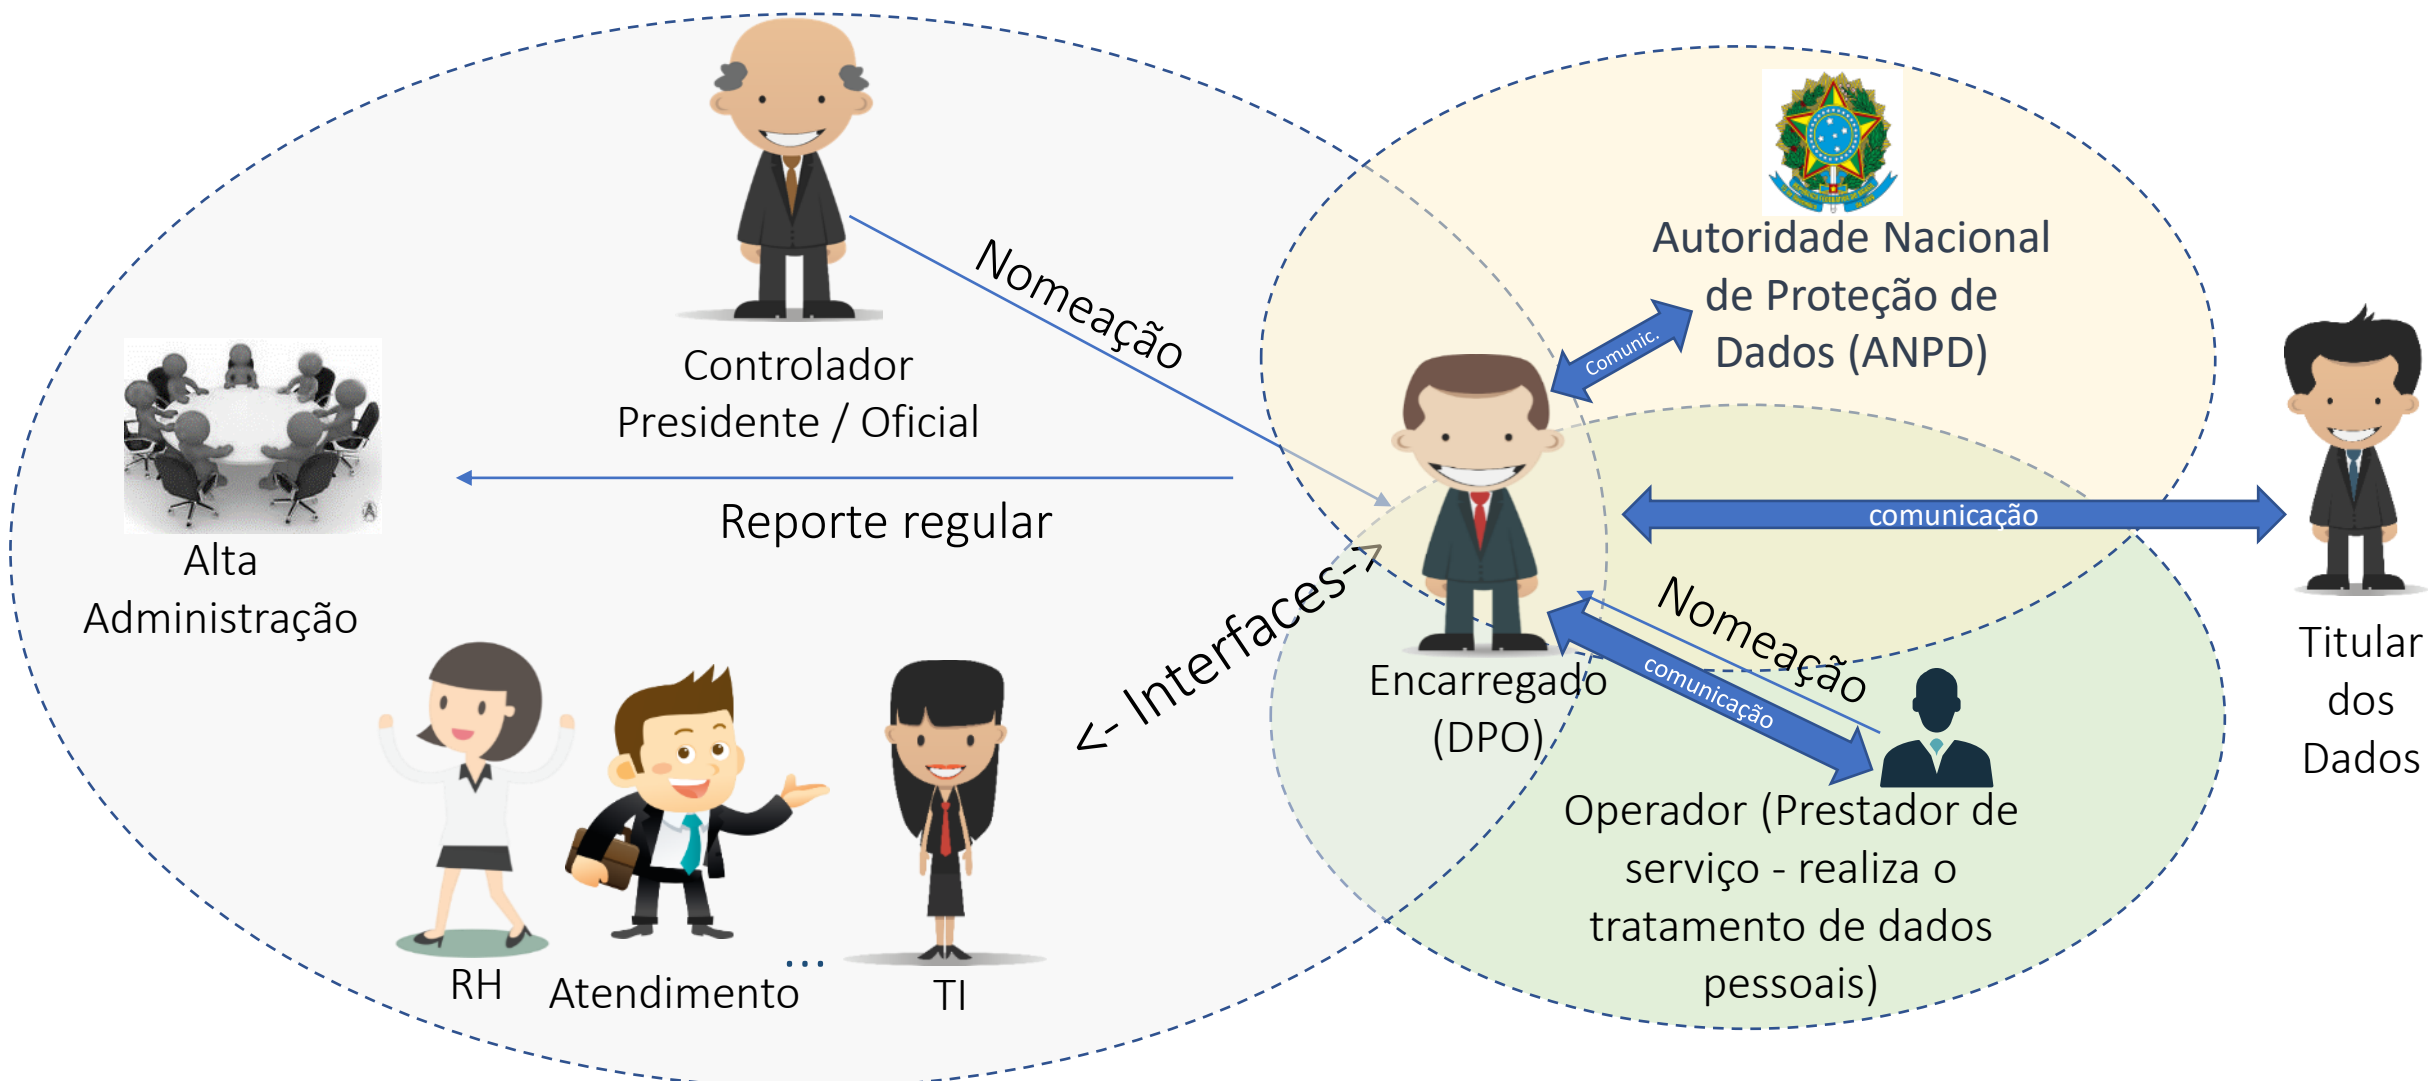 Nomeação
Controlador
Presidente / Oficial
Reporte regular
Alta
Administração
<- Interfaces->
RH
Atendimento
...
TI
Autoridade Nacional
de Proteção de
Dados (ANPD)
Comunic.
comunicação
Encarregado
(DPO)
Nomeação
comunicação
Operador (Prestador de
serviço - realiza o
tratamento de dados
pessoais)
Titular
dos
Dados